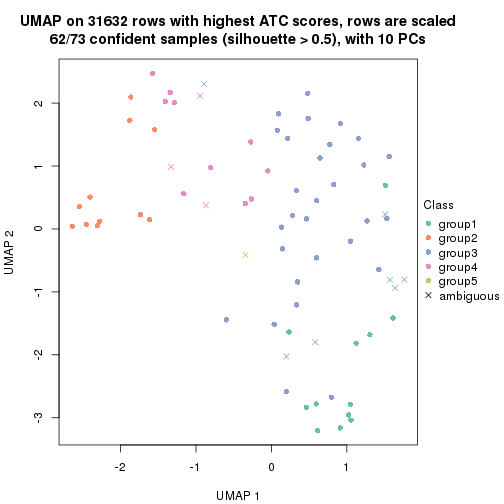 UMAP on 31632 rows with highest ATC scores, rows are scaled
62/73 confident samples (silhouette > 0.5), with 10 PCs
UMAP 2
2
1
0
-1
-2
-3
-2
-1
0
1
UMAP 1
Class
group1
group2
group3
group4
group5
ambiguous